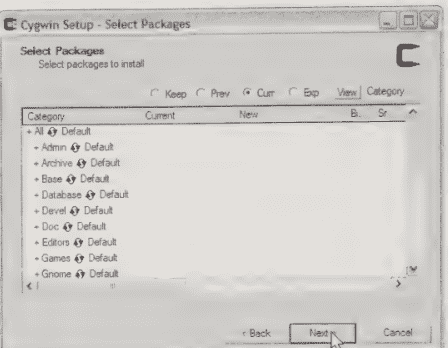 Cygwin Setup - Select Packages
Select Packages
Select packages to install
Keep Prev Curr Exp View Category
Category Current New B. Sr
+ All Default
+ Admin Default
+ Archive Default
+ Base Default
+ Database Default
+ Devel Default
+ Doc Default
+ Editors Default
+ Games Default
+ Gnome Default
< Back Next Cancel